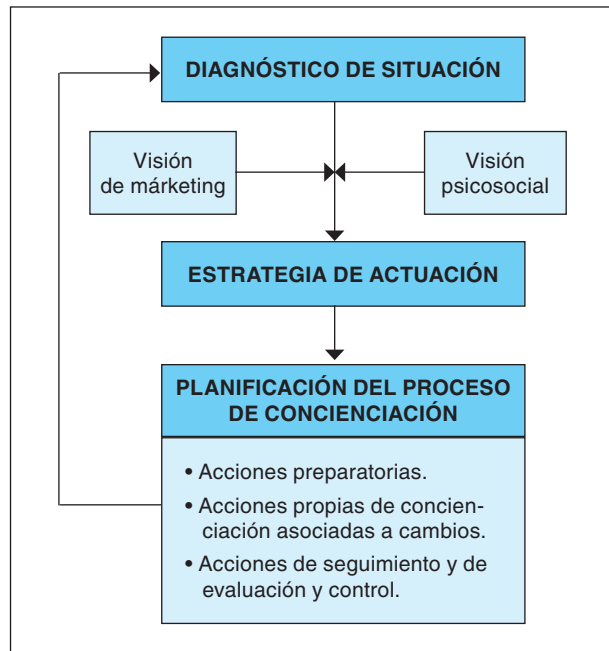 DIAGNÓSTICO DE SITUACIÓN
Visión
de márketing
Visión
psicosocial
ESTRATEGIA DE ACTUACIÓN
PLANIFICACIÓN DEL PROCESO
DE CONCIENCIACIÓN
• Acciones preparatorias.
• Acciones propias de concien-
ciación asociadas a cambios.
• Acciones de seguimiento y de
evaluación y control.